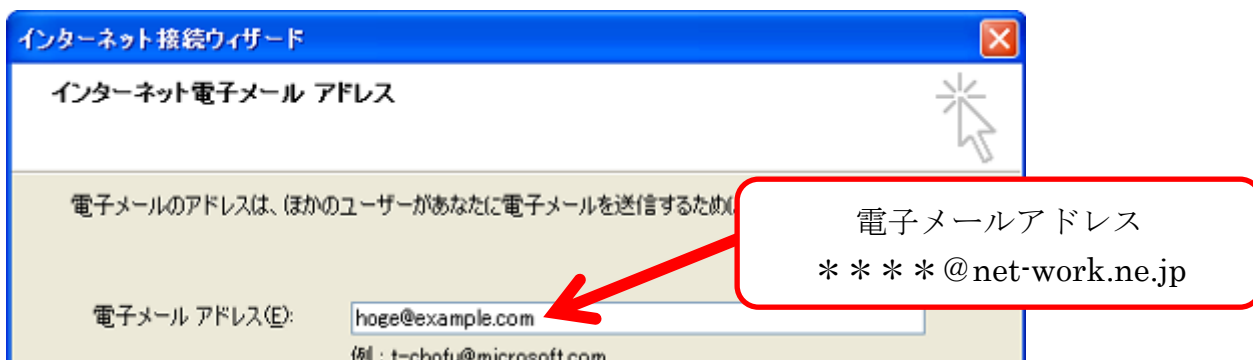 インターネット接続ウィザード
インターネット電子メール アドレス
電子メールのアドレスは、ほかのユーザーがあなたに電子メールを送信するため
電子メールアドレス
＊＊＊＊@net-work.ne.jp
電子メール アドレス(E):
hoge@example.com
例 : t-chofu@microsoft.com